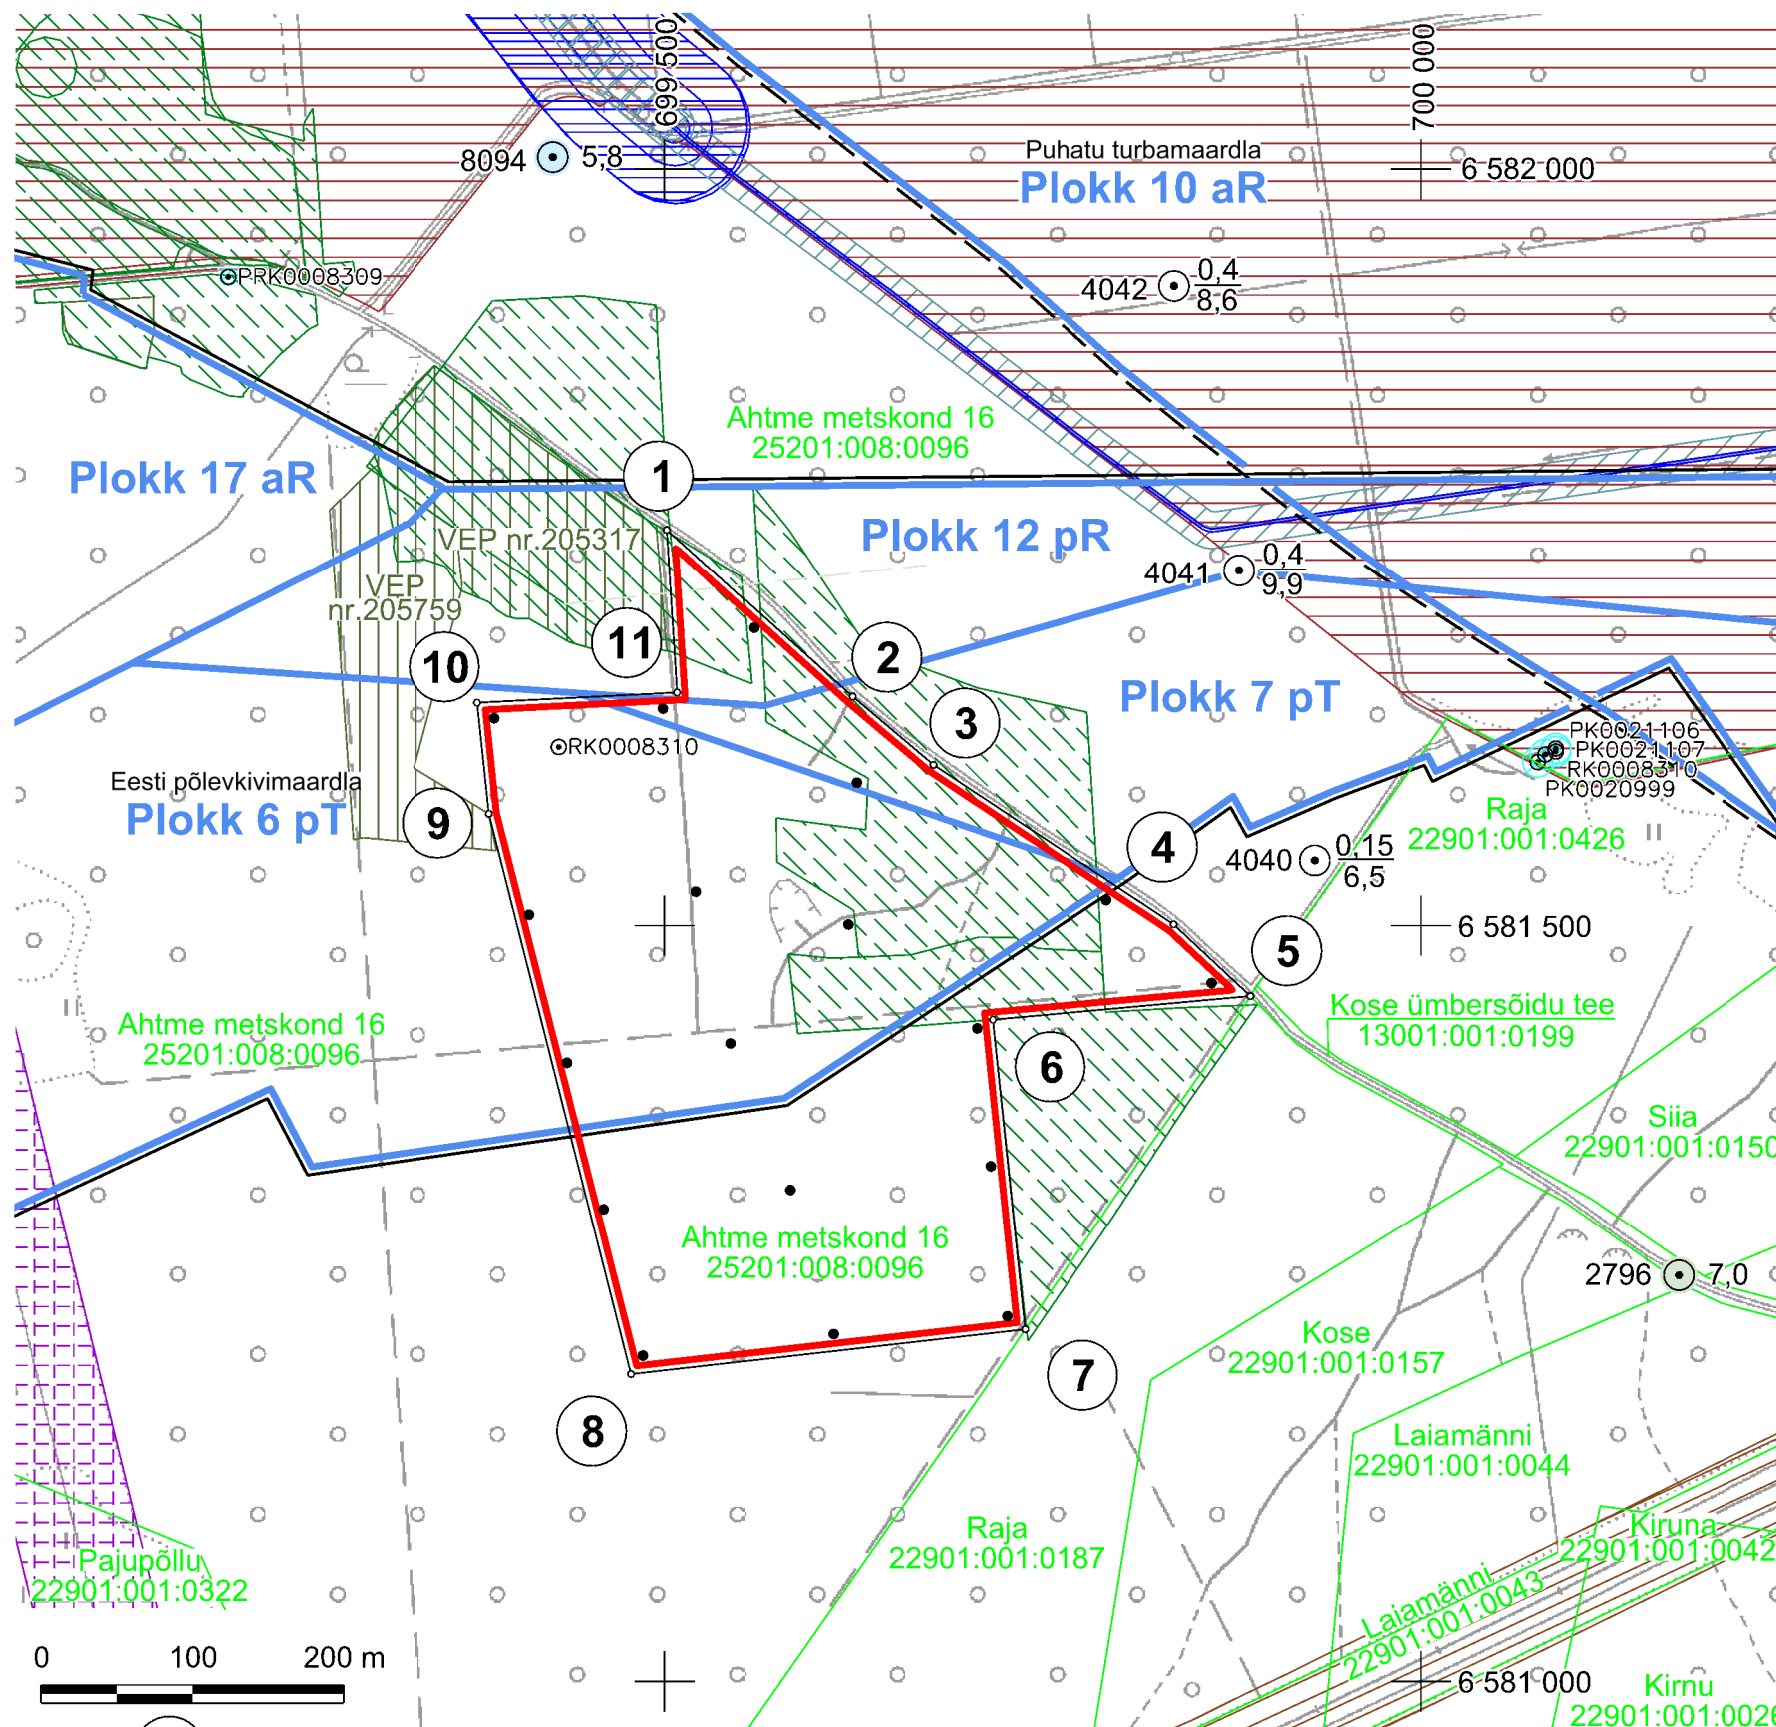 699 500
700 000
Puhatu turbamaardla
Plokk 10 aR
6 582 000
8094
5,8
PRK0008309
4042
0,4
8,6
Ahtme metskond 16
25201:008:0096
Plokk 17 aR
1
VEP nr.205317
Plokk 12 pR
4041
0,4
9,9
VEP
nr.205759
11
10
2
3
Plokk 7 pT
RK0008310
PK0021106
PK0021107
RK0008310
PK0020999
Eesti põlevkivimaardla
Plokk 6 pT
9
4
4040
0,15
6,5
Raja
22901:001:0426
6 581 500
5
Ahtme metskond 16
25201:008:0096
Kose ümbersõidu tee
13001:001:0199
6
Siia
22901:001:0150
Ahtme metskond 16
25201:008:0096
2796
7,0
Kose
22901:001:0157
7
8
Laiamänni
22901:001:0044
Raja
22901:001:0187
Kiruna
22901:001:0042
Pajupõllu
22901:001:0322
Laiamänni
22901:001:0043
0 100 200 m
6 581 000
Kirnu
22901:001:0026